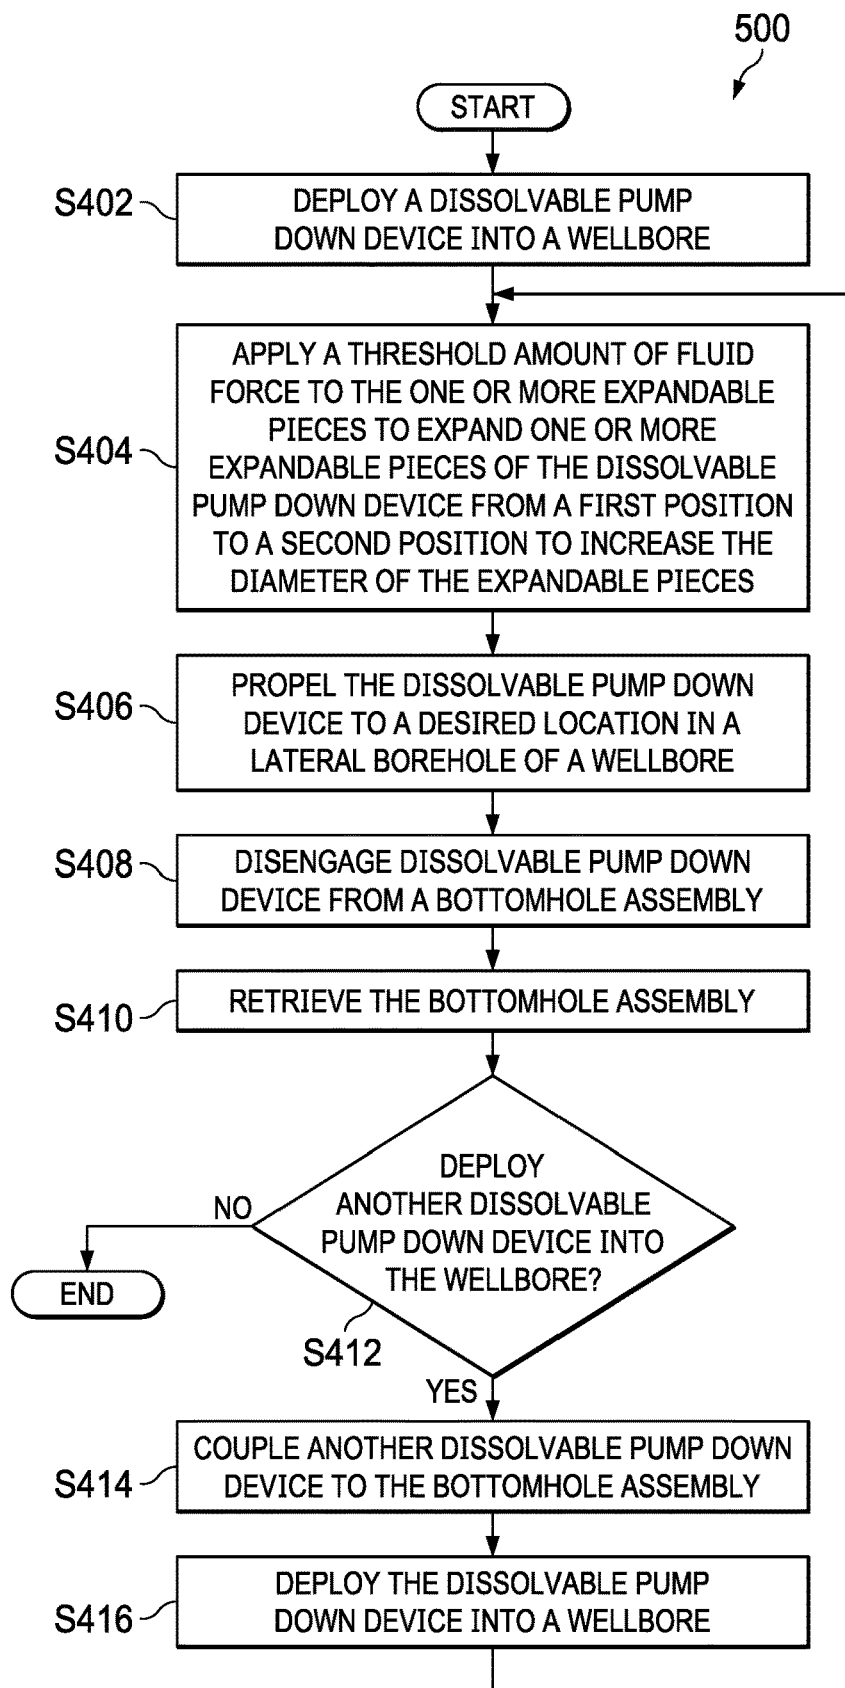 500
START
S402
DEPLOY A DISSOLVABLE PUMP
DOWN DEVICE INTO A WELLBORE
S404
APPLY A THRESHOLD AMOUNT OF FLUID
FORCE TO THE ONE OR MORE EXPANDABLE
PIECES TO EXPAND ONE OR MORE
EXPANDABLE PIECES OF THE DISSOLVABLE
PUMP DOWN DEVICE FROM A FIRST POSITION
TO A SECOND POSITION TO INCREASE THE
DIAMETER OF THE EXPANDABLE PIECES
S406
PROPEL THE DISSOLVABLE PUMP DOWN
DEVICE TO A DESIRED LOCATION IN A
LATERAL BOREHOLE OF A WELLBORE
S408
DISENGAGE DISSOLVABLE PUMP DOWN
DEVICE FROM A BOTTOMHOLE ASSEMBLY
S410
RETRIEVE THE BOTTOMHOLE ASSEMBLY
DEPLOY
ANOTHER DISSOLVABLE
PUMP DOWN DEVICE INTO
THE WELLBORE?
NO
END
S412
YES
S414
COUPLE ANOTHER DISSOLVABLE PUMP DOWN
DEVICE TO THE BOTTOMHOLE ASSEMBLY
S416
DEPLOY THE DISSOLVABLE PUMP
DOWN DEVICE INTO A WELLBORE